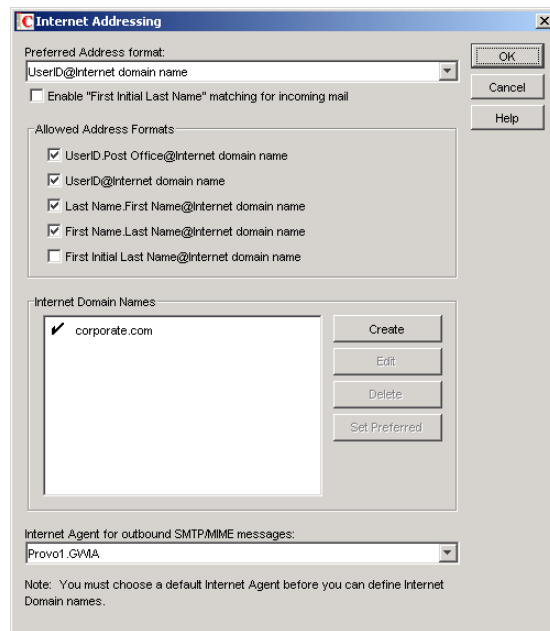 Internet Addressing
Preferred Address format:
UserID@Internet domain name
Enable "First Initial Last Name" matching for incoming mail
OK
Cancel
Help
Allowed Address Formats
UserID.Post Office@Internet domain name
UserID@Internet domain name
Last Name.First Name@Internet domain name
First Name.Last Name@Internet domain name
First Initial Last Name@Internet domain name
Internet Domain Names
corporate.com
Create
Edit
Delete
Set Preferred
Internet Agent for outbound SMTP/MIME messages:
Provo1.GWIA
Note: You must choose a default Internet Agent before you can define Internet
Domain names.